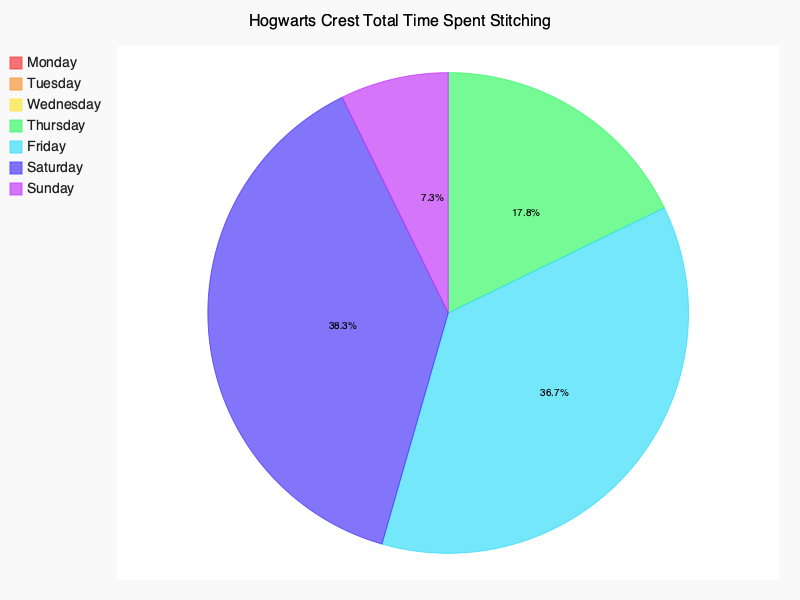 Hogwarts Crest Total Time Spent Stitching
Monday
Tuesday
Wednesday
Thursday
Friday
Saturday
Sunday
7.3%
17.8%
38.3%
36.7%